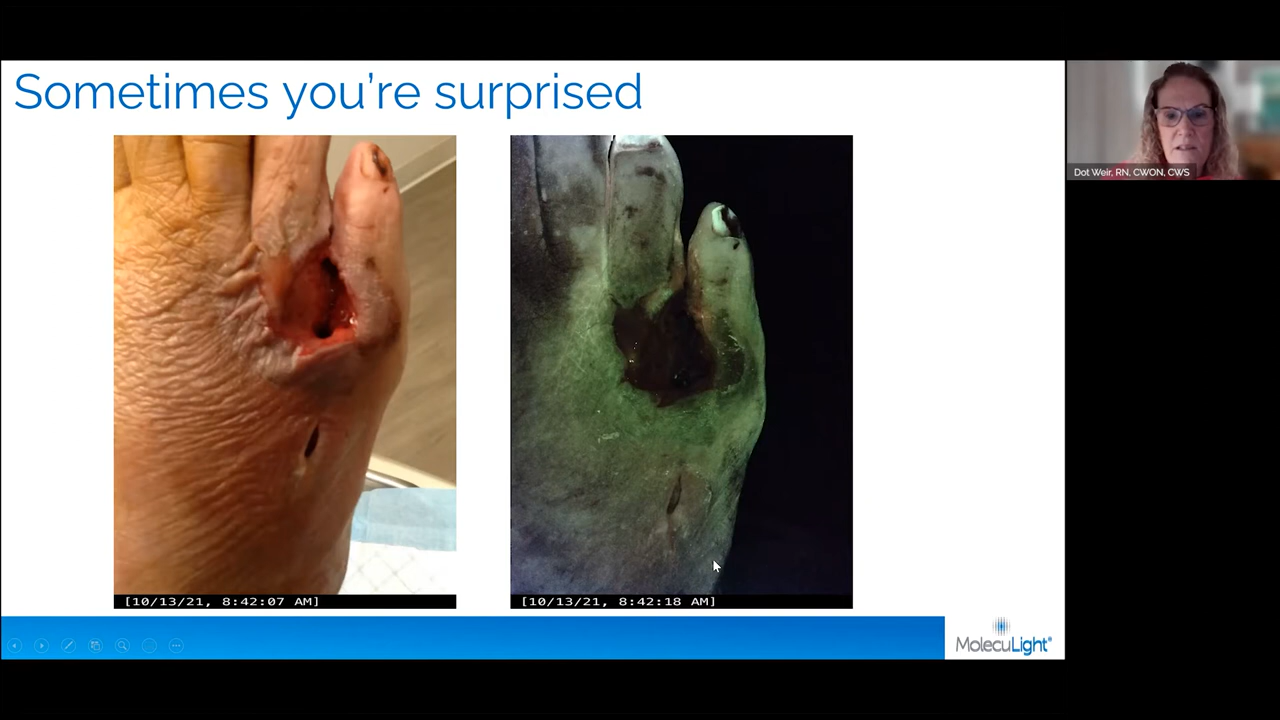 Sometimes you’re surprised
Dot Weir, RN, CWON, CWS
[10/13/21, 8:42:07 AM]
[10/13/21, 8:42:18 AM]
MolecuLight®